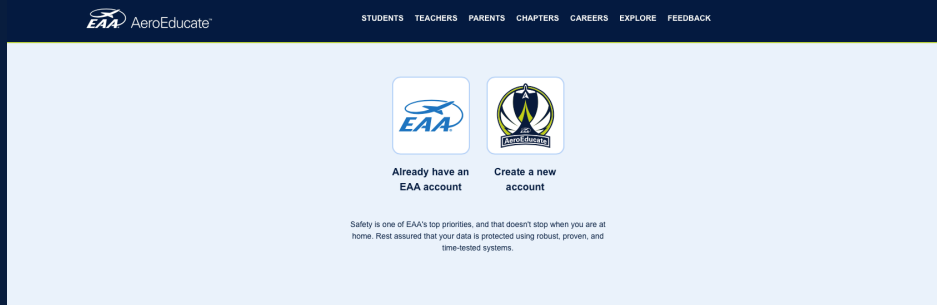 EAA AeroEducate™
STUDENTS TEACHERS PARENTS CHAPTERS CAREERS EXPLORE FEEDBACK
EAA
AeroEducate
Already have an
EAA account
Create a new
account
Safety is one of EAA's top priorities, and that doesn't stop when you are at
home. Rest assured that your data is protected using robust, proven, and
time-tested systems.